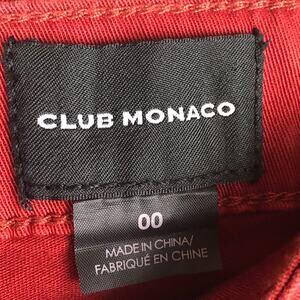 CLUB MONACO
00
MADE IN CHINA/
FABRIQUÉ EN CHINE